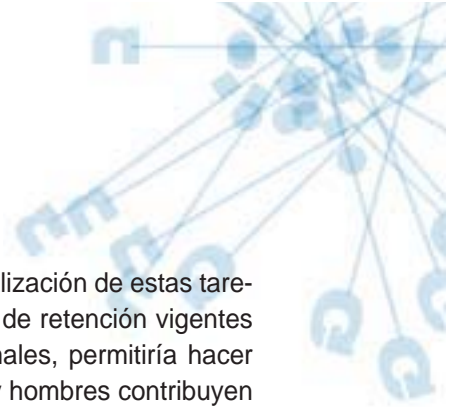 lización de estas tare-
de retención vigentes
nales, permitiría hacer
y hombres contribuyen